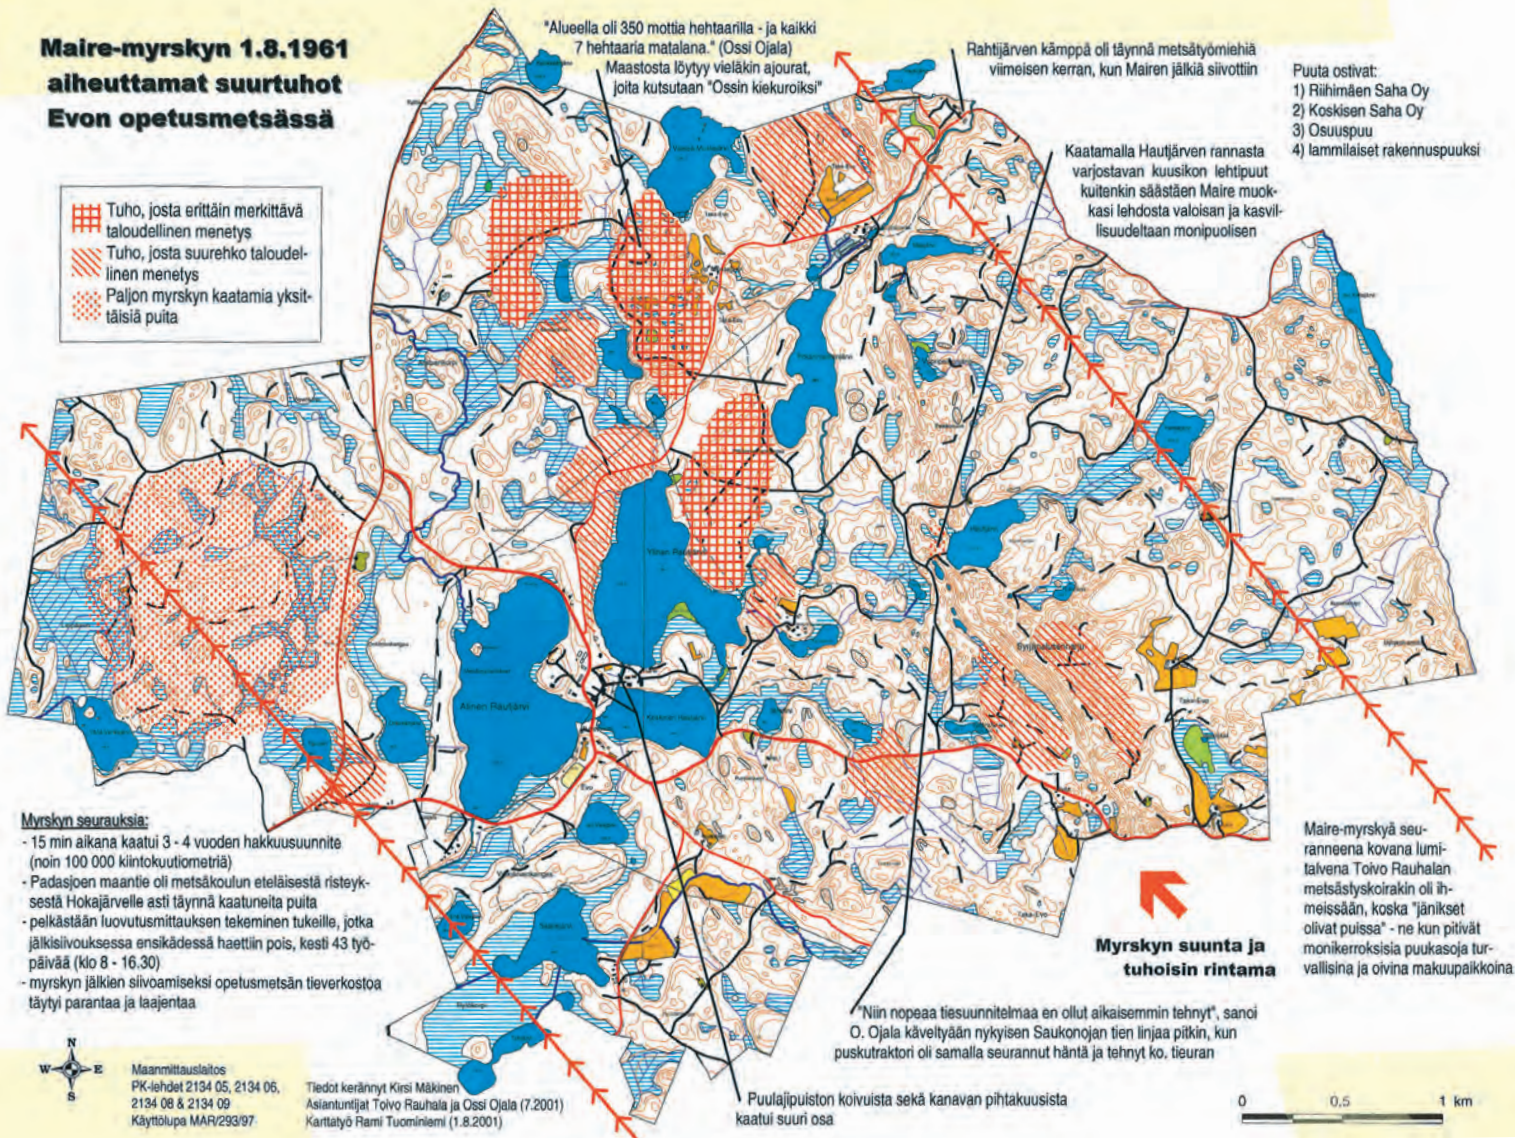 Maire-myrskyn 1.8.1961
aiheuttamat suurtuhot
Evon opetusmetsässä
Tuho, josta erittäin merkittävä
taloudellinen menetys
Tuho, josta suurehko taloudel-
linen menetys
Paljon myrskyn kaatamia yksit-
täisiä puita
"Alueella oli 350 mottia hehtaarilla - ja kaikki
7 hehtaaria matalana." (Ossi Ojala)
Maastosta löytyy vieläkin ajourat,
joita kutsutaan "Ossin kiekuroiksi"
Rahtijärven kämppä oli täynnä metsätyömiehiä
viimeisen kerran, kun Mairen jälkiä siivottiin
Puuta ostivat:
1) Riihimäen Saha Oy
2) Koskisen Saha Oy
3) Osuuspuu
4) lammilaiset rakennuspuuksi
Kaatamalla Hautjärven rannasta
varjostavan kuusikon lehtipuut
kuitenkin säästäen Maire muok-
kasi lehdosta valoisan ja kasvil-
lisuudeltaan monipuolisen
Ylinen Rautjärvi
Alinen Rautjärvi
Syrjänalusenharju
Evo
Myrskyn seurauksia:
- 15 min aikana kaatui 3 - 4 vuoden hakkuusuunnite
(noin 100 000 kiintokuutiometriä)
- Padasjoen maantie oli metsäkoulun eteläisestä risteyk-
sestä Hokajärvelle asti täynnä kaatuneita puita
- pelkästään luovutusmittauksen tekeminen tukeille, jotka
jälkisiivouksessa ensikädessä haettiin pois, kesti 43 työ-
päivää (klo 8 - 16.30)
- myrskyn jälkien siivoamiseksi opetusmetsän tieverkostoa
täytyi parantaa ja laajentaa
Myrskyn suunta ja
tuhoisin rintama
Maire-myrskyä seu-
ranneena kovana lumi-
talvena Toivo Rauhalan
metsästyskoirakin oli ih-
meissään, koska "jänikset
olivat puissa" - ne kun pitivät
monikerroksisia puukasoja tur-
vallisina ja oivina makuupaikkoina
"Niin nopeaa tiesuunnitelmaa en ollut aikaisemmin tehnyt", sanoi
O. Ojala käveltyään nykyisen Saukonojan tien linjaa pitkin, kun
puskutraktori oli samalla seurannut häntä ja tehnyt ko. tieuran
Puulajipuiston koivuista sekä kanavan pihtakuusista
kaatui suuri osa
N
W E
S
Maanmittauslaitos
PK-lehdet 2134 05, 2134 06,
2134 08 & 2134 09
Käyttölupa MAR/293/97
Tiedot kerännyt Kirsi Mäkinen
Asiantuntijat Toivo Rauhala ja Ossi Ojala (7.2001)
Karttatyö Rami Tuominiemi (1.8.2001)
0 0,5 1 km